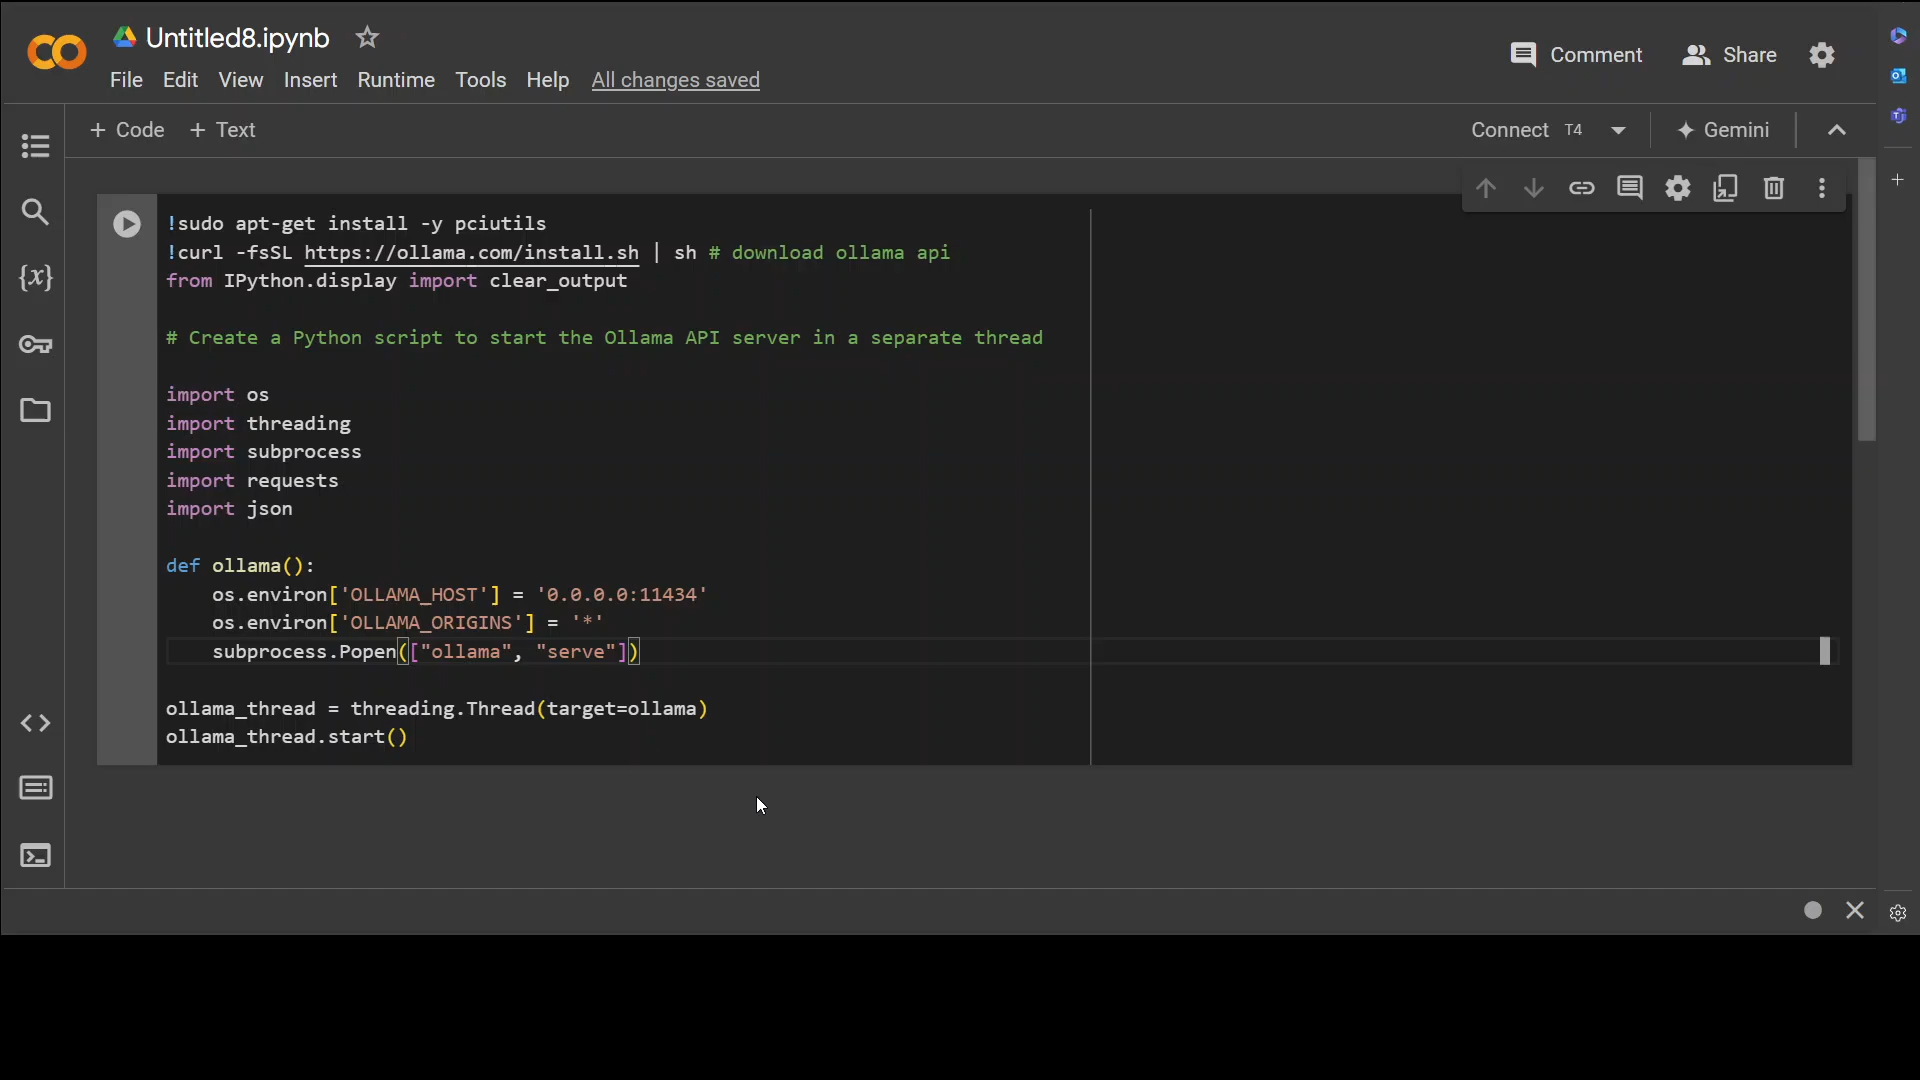 Untitled8.ipynb
File Edit View Insert Runtime Tools Help All changes saved
Comment
Share
+ Code + Text
Connect T4
Gemini
!sudo apt-get install -y pciutils
!curl -fsSL https://ollama.com/install.sh | sh # download ollama api
from IPython.display import clear_output
# Create a Python script to start the Ollama API server in a separate thread
import os
import threading
import subprocess
import requests
import json
def ollama():
    os.environ['OLLAMA_HOST'] = '0.0.0.0:11434'
    os.environ['OLLAMA_ORIGINS'] = '*'
    subprocess.Popen(["ollama", "serve"])
ollama_thread = threading.Thread(target=ollama)
ollama_thread.start()